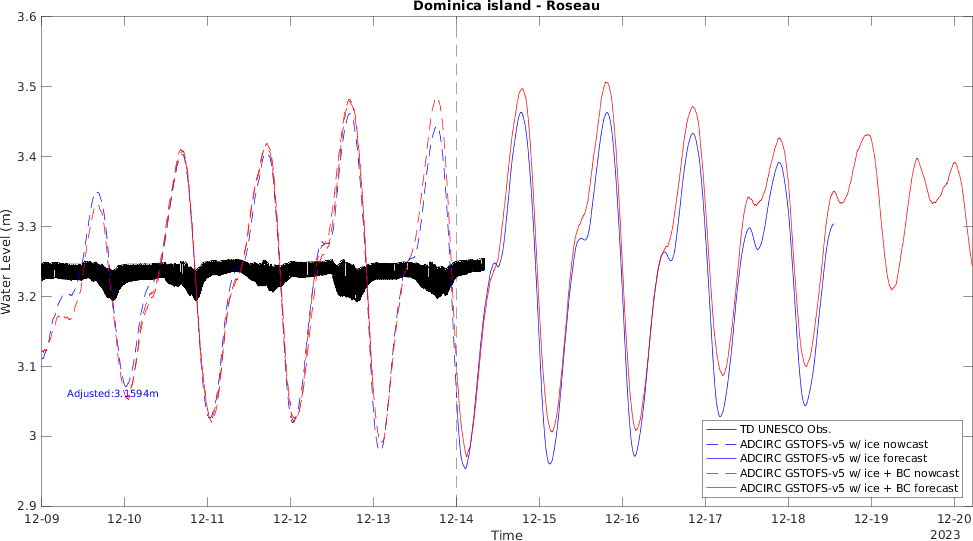 Dominica island - Roseau
3.6
3.5
3.4
3.3
3.2
3.1
3
2.9
Water Level (m)
Adjusted:3.1594m
TD UNESCO Obs.
ADCIRC GSTOFS-v5 w/ ice nowcast
ADCIRC GSTOFS-v5 w/ ice forecast
ADCIRC GSTOFS-v5 w/ ice + BC nowcast
ADCIRC GSTOFS-v5 w/ ice + BC forecast
12-09 12-10 12-11 12-12 12-13 12-14 12-15 12-16 12-17 12-18 12-19 12-20
Time
2023